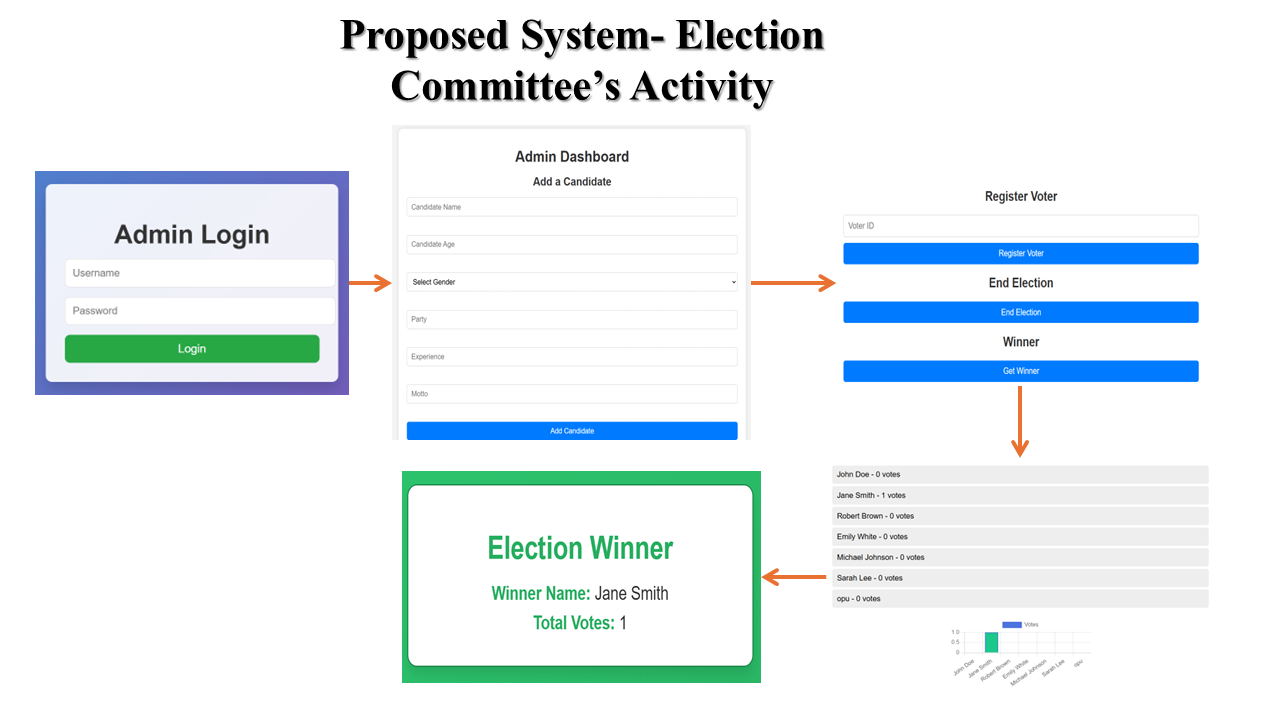 Proposed System- Election
Committee’s Activity
Admin Login
Username
Password
Login
Admin Dashboard
Add a Candidate
Candidate Name
Candidate Age
Select Gender
Party
Experience
Motto
Add Candidate
Register Voter
Voter ID
Register Voter
End Election
End Election
Winner
Get Winner
John Doe - 0 votes
Jane Smith - 1 votes
Robert Brown - 0 votes
Emily White - 0 votes
Michael Johnson - 0 votes
Sarah Lee - 0 votes
opu - 0 votes
Votes
1.0
0.5
0
John Doe
Jane Smith
Robert Brown
Emily White
Michael Johnson
Sarah Lee
opu
Election Winner
Winner Name: Jane Smith
Total Votes: 1